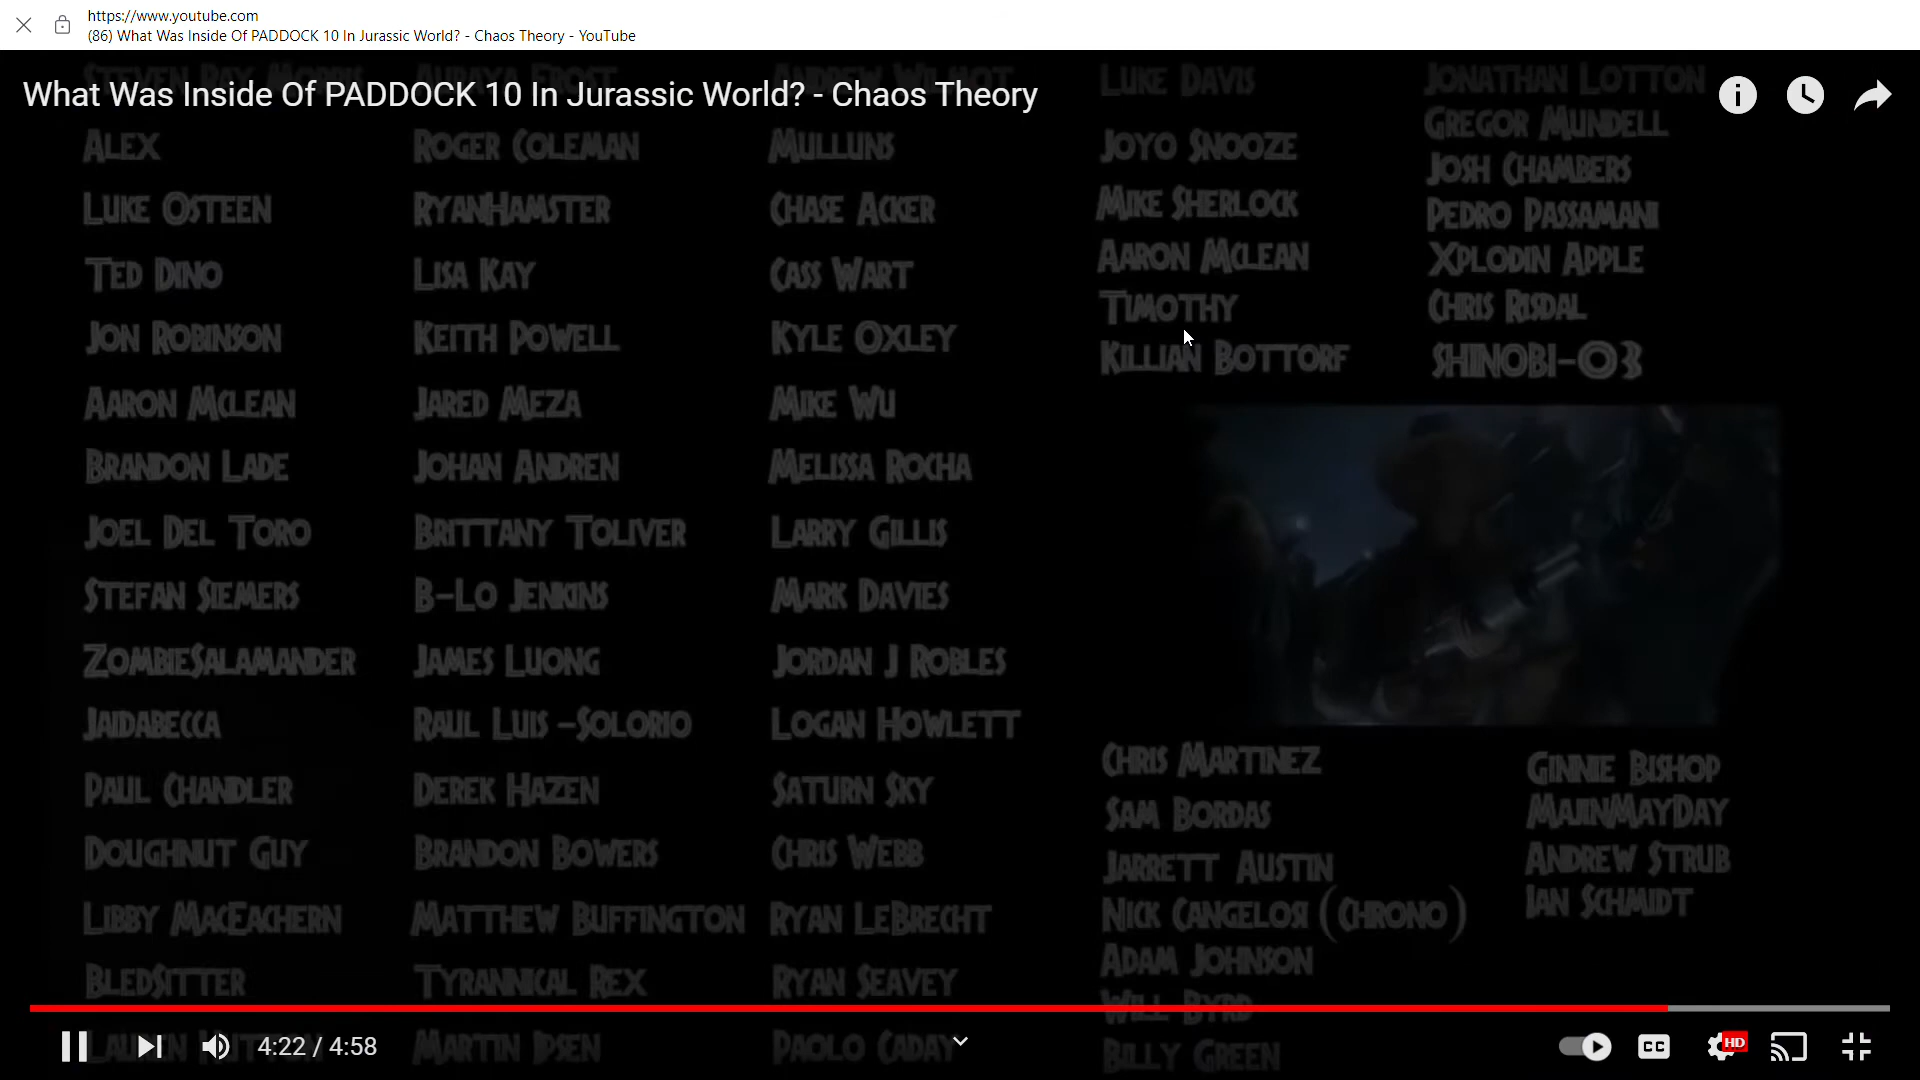 https://www.youtube.com
(86) What Was Inside Of PADDOCK 10 In Jurassic World? - Chaos Theory - YouTube
What Was Inside Of PADDOCK 10 In Jurassic World? - Chaos Theory
ALEX
LUKE OSTEEN
TED DINO
JON ROBINSON
AARON MCLEAN
BRANDON LADE
JOEL DEL TORO
STEFAN SIEMERS
ZOMBIESALAMANDER
JAIDABECCA
PAUL CHANDLER
DOUGHNUT GUY
LIBBY MACEACHERN
BLEDSITTER
ROGER COLEMAN
RYANHAMSTER
LISA KAY
KEITH POWELL
JARED MEZA
JOHAN ANDREN
BRITTANY TOLIVER
B-LO JENKINS
JAMES LUONG
RAUL LUIS -SOLORIO
DEREK HAZEN
BRANDON BOWERS
MATTHEW BUFFINGTON
TYRANNICAL REX
MARTIN IPSEN
MULLUNS
CHASE ACKER
CASS WART
KYLE OXLEY
MIKE WU
MELISSA ROCHA
LARRY GILLIS
MARK DAVIES
JORDAN J ROBLES
LOGAN HOWLETT
SATURN SKY
CHRIS WEBB
RYAN LEBRECHT
RYAN SEAVEY
PAOLO CADAY
LUKE DAVIS
JOYO SNOOZE
MIKE SHERLOCK
AARON MCLEAN
TIMOTHY
KILLIAN BOTTORF
JONATHAN LOTTON
GREGOR MUNDELL
JOSH CHAMBERS
PEDRO PASSAMANI
XPLODIN APPLE
CHRIS RISDAL
SHINOBI-03
CHRIS MARTINEZ
SAM BORDAS
JARRETT AUSTIN
NICK CANGELOSI (CHRONO)
ADAM JOHNSON
WILL BYRD
BILLY GREEN
GINNIE BISHOP
MAJINMAYDAY
ANDREW STRUB
IAN SCHMIDT
4:22 / 4:58
CC
HD